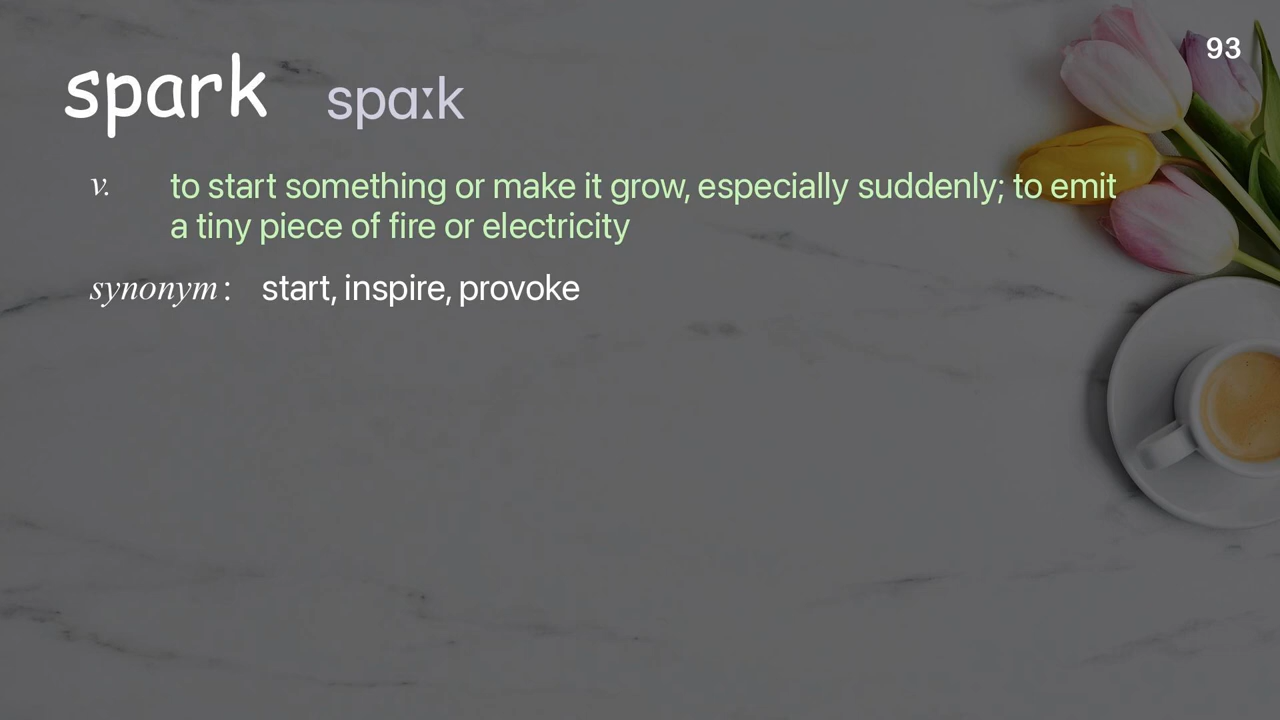 93
spark spɑːk
v. to start something or make it grow, especially suddenly; to emit
a tiny piece of fire or electricity
synonym : start, inspire, provoke